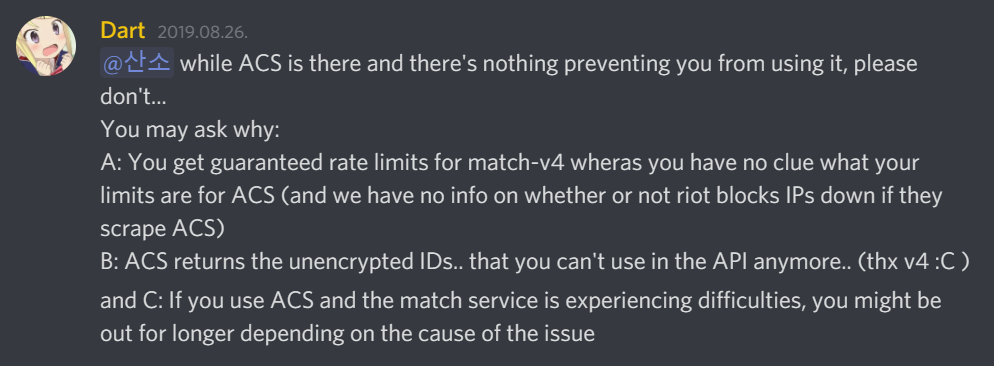 Dart 2019.08.26.
@산소 while ACS is there and there's nothing preventing you from using it, please
don't...
You may ask why:
A: You get guaranteed rate limits for match-v4 wheras you have no clue what your
limits are for ACS (and we have no info on whether or not riot blocks IPs down if they
scrape ACS)
B: ACS returns the unencrypted IDs.. that you can't use in the API anymore.. (thx v4 :C )
and C: If you use ACS and the match service is experiencing difficulties, you might be
out for longer depending on the cause of the issue